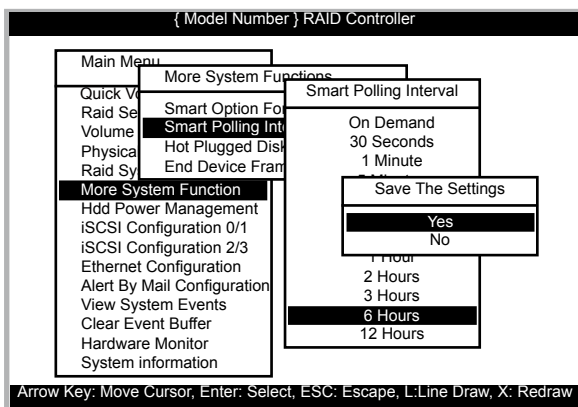 { Model Number } RAID Controller
Main Menu
Quick
Raid
Volume
Physica
Raid
More System Function
Hdd Power Management
iSCSI Configuration 0/1
iSCSI Configuration 2/3
Ethernet Configuration
Alert By Mail Configuration
View System Events
Clear Event Buffer
Hardware Monitor
System information
More System Functions
Smart Option For
Smart Polling Int
Hot Plugged Disk
End Device Fram
Smart Polling Interval
On Demand
30 Seconds
1 Minute
1 Hour
2 Hours
3 Hours
6 Hours
12 Hours
Save The Settings
Yes
No
Arrow Key: Move Cursor, Enter: Select, ESC: Escape, L:Line Draw, X: Redraw